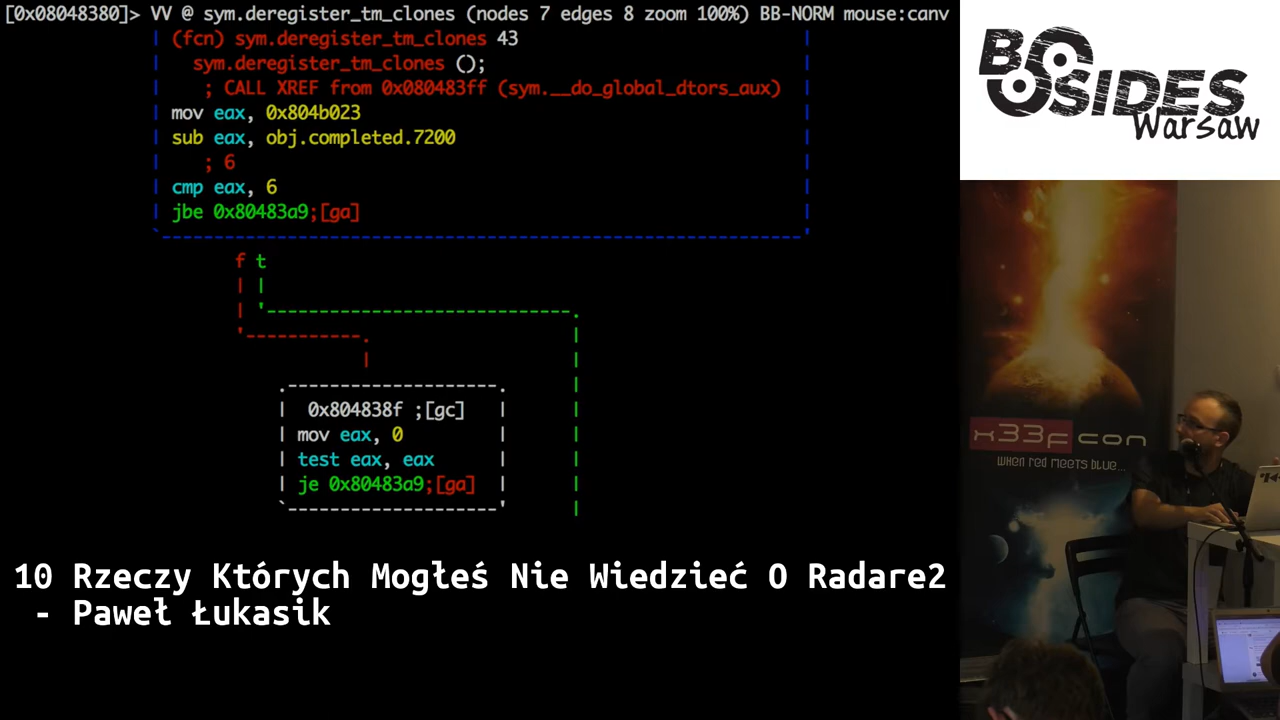 [0x08048380]> VV @ sym.deregister_tm_clones (nodes 7 edges 8 zoom 100%) BB-NORM mouse:canv
(fcn) sym.deregister_tm_clones 43
sym.deregister_tm_clones ();
; CALL XREF from 0x080483ff (sym.__do_global_dtors_aux)
mov eax, 0x804b023
sub eax, obj.completed.7200
; 6
cmp eax, 6
jbe 0x80483a9;[ga]
f t
0x804838f ;[gc]
mov eax, 0
test eax, eax
je 0x80483a9;[ga]
10 Rzeczy Których Mogłeś Nie Wiedzieć O Radare2
- Paweł Łukasik
BSIDES
Warsaw
x33fcon
when red meets blue...